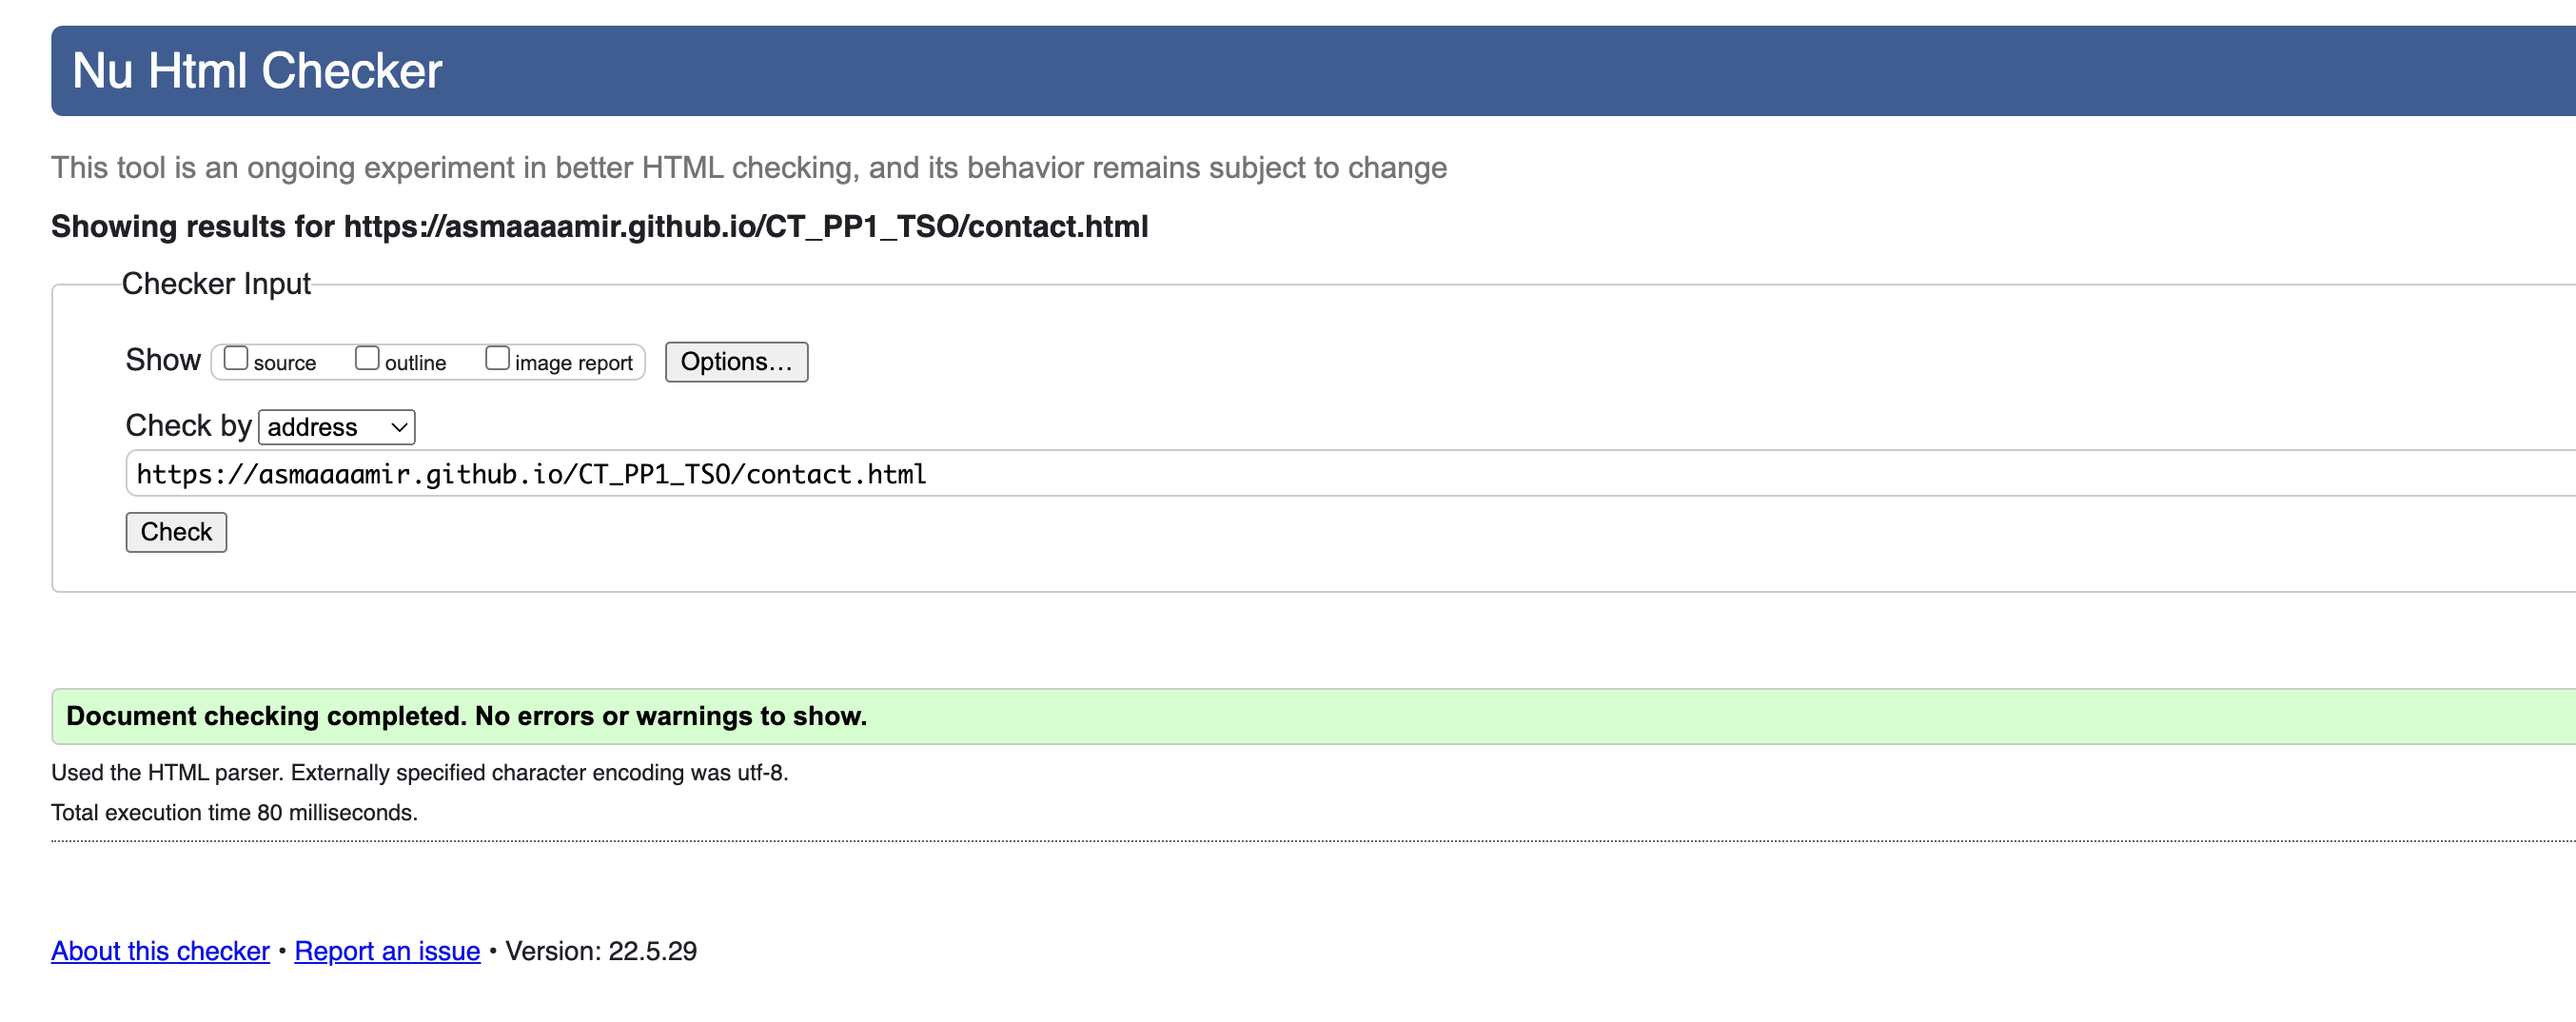 Nu Html Checker
This tool is an ongoing experiment in better HTML checking, and its behavior remains subject to change
Showing results for https://asmaaaamir.github.io/CT_PP1_TSO/contact.html
Checker Input
Show source outline image report Options...
Check by address
https://asmaaaamir.github.io/CT_PP1_TSO/contact.html
Check
Document checking completed. No errors or warnings to show.
Used the HTML parser. Externally specified character encoding was utf-8.
Total execution time 80 milliseconds.
About this checker • Report an issue • Version: 22.5.29